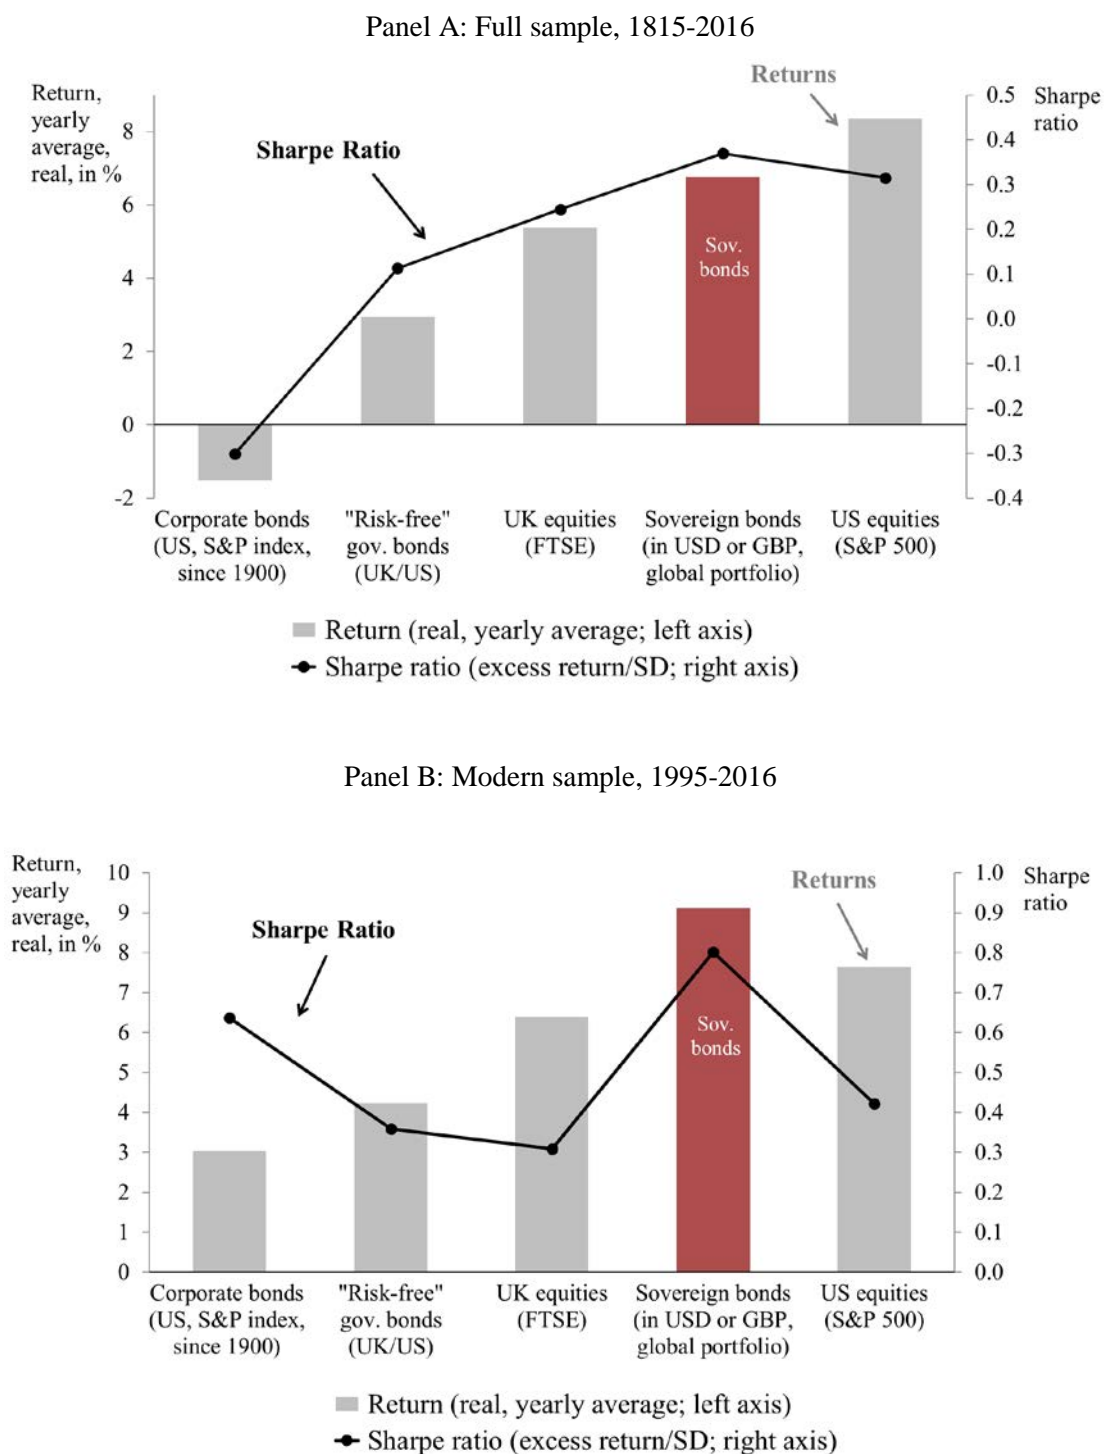 Panel A: Full sample, 1815-2016
Return,
yearly
average,
real, in %
Returns
Sharpe
ratio
Sharpe Ratio
8
6
4
2
0
-2
0.5
0.4
0.3
0.2
0.1
0.0
-0.1
-0.2
-0.3
-0.4
Sov.
bonds
Corporate bonds
(US, S&P index,
since 1900)
"Risk-free"
gov. bonds
(UK/US)
UK equities
(FTSE)
Sovereign bonds
(in USD or GBP,
global portfolio)
US equities
(S&P 500)
Return (real, yearly average; left axis)
Sharpe ratio (excess return/SD; right axis)
Panel B: Modern sample, 1995-2016
Return,
yearly
average,
real, in %
Returns
Sharpe
ratio
Sharpe Ratio
10
9
8
7
6
5
4
3
2
1
0
1.0
0.9
0.8
0.7
0.6
0.5
0.4
0.3
0.2
0.1
0.0
Sov.
bonds
Corporate bonds
(US, S&P index,
since 1900)
"Risk-free"
gov. bonds
(UK/US)
UK equities
(FTSE)
Sovereign bonds
(in USD or GBP,
global portfolio)
US equities
(S&P 500)
Return (real, yearly average; left axis)
Sharpe ratio (excess return/SD; right axis)